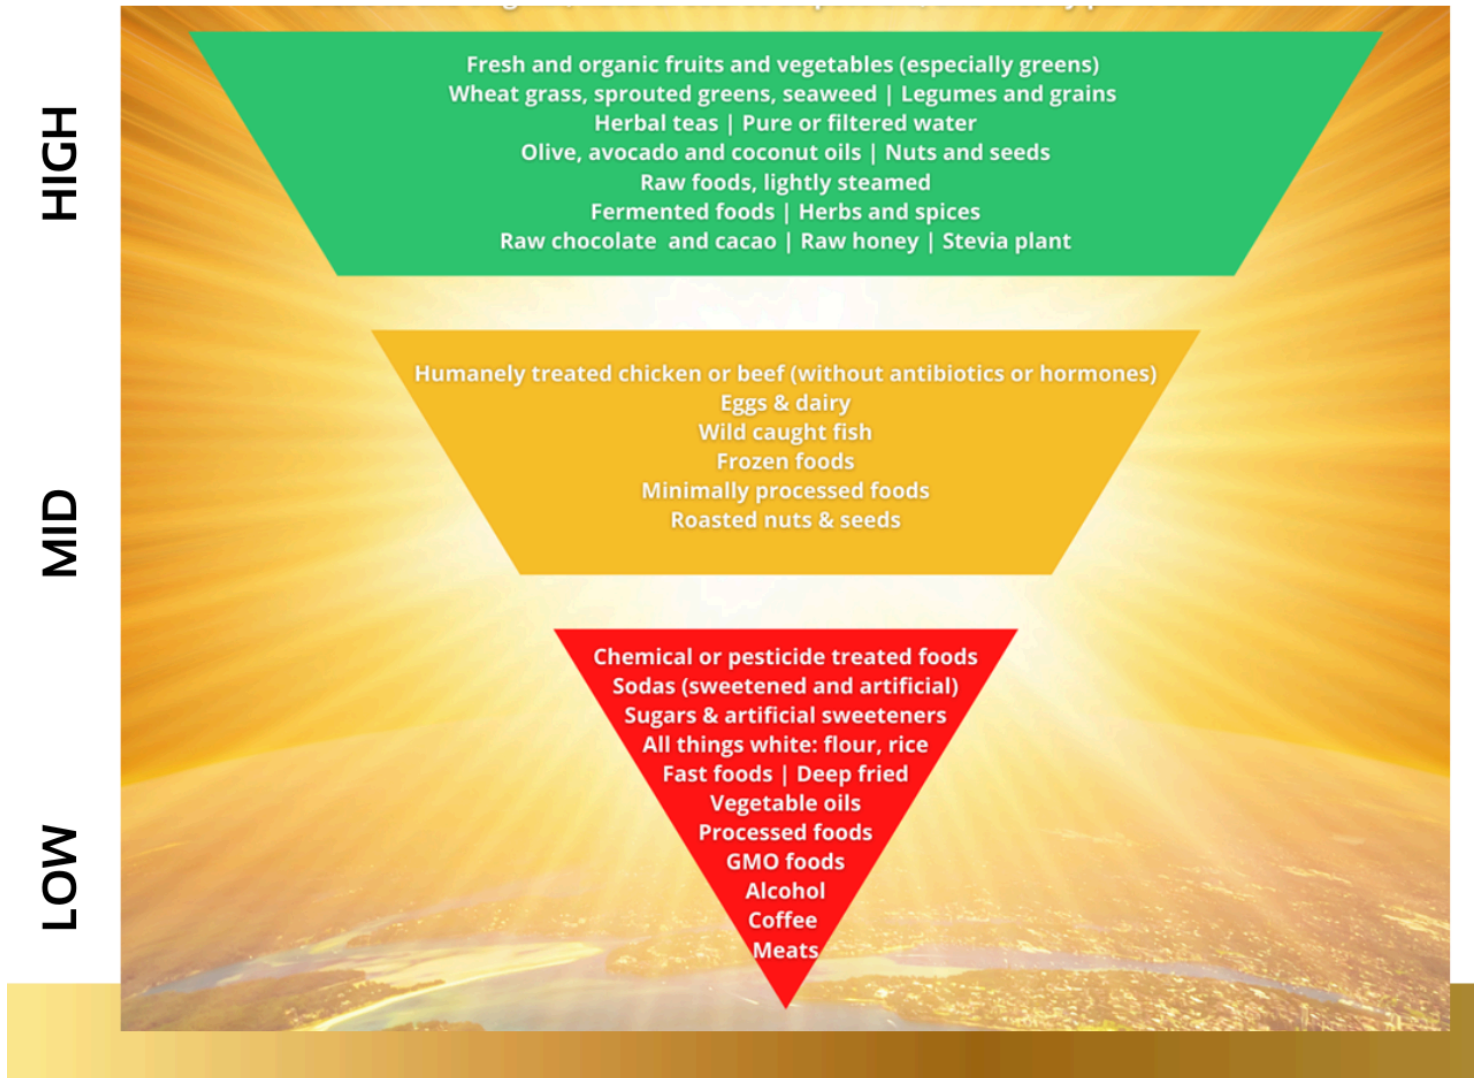 HIGH
Fresh and organic fruits and vegetables (especially greens)
Wheat grass, sprouted greens, seaweed | Legumes and grains
Herbal teas | Pure or filtered water
Olive, avocado and coconut oils | Nuts and seeds
Raw foods, lightly steamed
Fermented foods | Herbs and spices
Raw chocolate and cacao | Raw honey | Stevia plant
MID
Humanely treated chicken or beef (without antibiotics or hormones)
Eggs & dairy
Wild caught fish
Frozen foods
Minimally processed foods
Roasted nuts & seeds
LOW
Chemical or pesticide treated foods
Sodas (sweetened and artificial)
Sugars & artificial sweeteners
All things white: flour, rice
Fast foods | Deep fried
Vegetable oils
Processed foods
GMO foods
Alcohol
Coffee
Meats